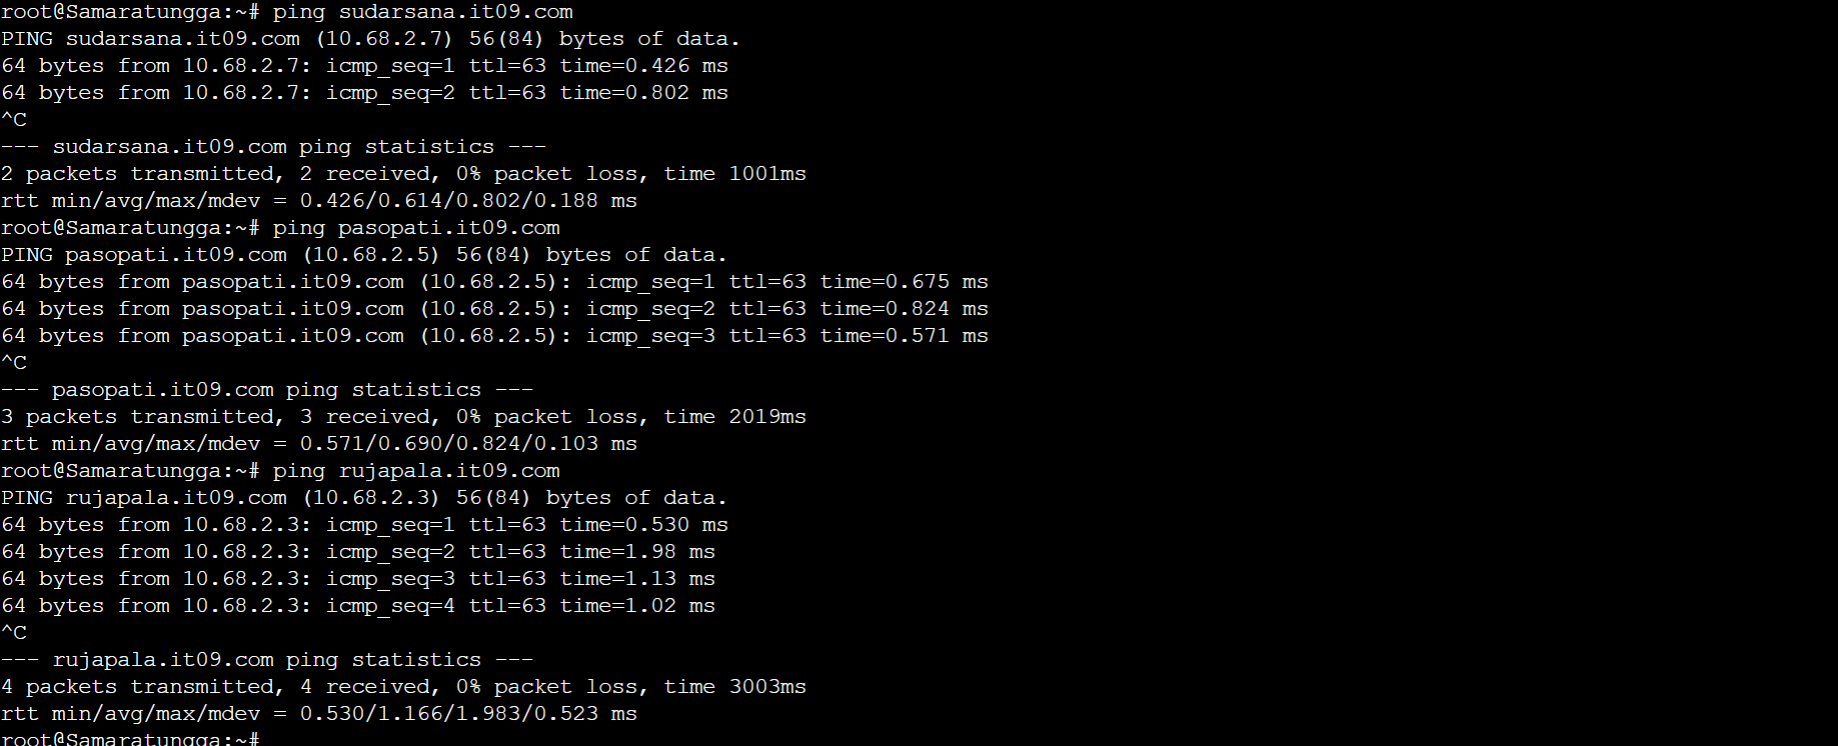 root@Samaratungga:~# ping sudarsana.it09.com
PING sudarsana.it09.com (10.68.2.7) 56(84) bytes of data.
64 bytes from 10.68.2.7: icmp_seq=1 ttl=63 time=0.426 ms
64 bytes from 10.68.2.7: icmp_seq=2 ttl=63 time=0.802 ms
^C
--- sudarsana.it09.com ping statistics ---
2 packets transmitted, 2 received, 0% packet loss, time 1001ms
rtt min/avg/max/mdev = 0.426/0.614/0.802/0.188 ms
root@Samaratungga:~# ping pasopati.it09.com
PING pasopati.it09.com (10.68.2.5) 56(84) bytes of data.
64 bytes from pasopati.it09.com (10.68.2.5): icmp_seq=1 ttl=63 time=0.675 ms
64 bytes from pasopati.it09.com (10.68.2.5): icmp_seq=2 ttl=63 time=0.824 ms
64 bytes from pasopati.it09.com (10.68.2.5): icmp_seq=3 ttl=63 time=0.571 ms
^C
--- pasopati.it09.com ping statistics ---
3 packets transmitted, 3 received, 0% packet loss, time 2019ms
rtt min/avg/max/mdev = 0.571/0.690/0.824/0.103 ms
root@Samaratungga:~# ping rujapala.it09.com
PING rujapala.it09.com (10.68.2.3) 56(84) bytes of data.
64 bytes from 10.68.2.3: icmp_seq=1 ttl=63 time=0.530 ms
64 bytes from 10.68.2.3: icmp_seq=2 ttl=63 time=1.98 ms
64 bytes from 10.68.2.3: icmp_seq=3 ttl=63 time=1.13 ms
64 bytes from 10.68.2.3: icmp_seq=4 ttl=63 time=1.02 ms
^C
--- rujapala.it09.com ping statistics ---
4 packets transmitted, 4 received, 0% packet loss, time 3003ms
rtt min/avg/max/mdev = 0.530/1.166/1.983/0.523 ms
root@Samaratungga:~#